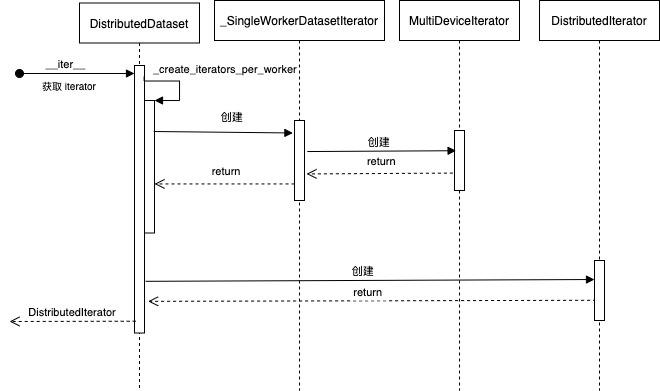 DistributedDataset
_SingleWorkerDatasetIterator
MultiDeviceIterator
DistributedIterator
__iter__
获取 iterator
_create_iterators_per_worker
创建
创建
return
return
创建
return
DistributedIterator